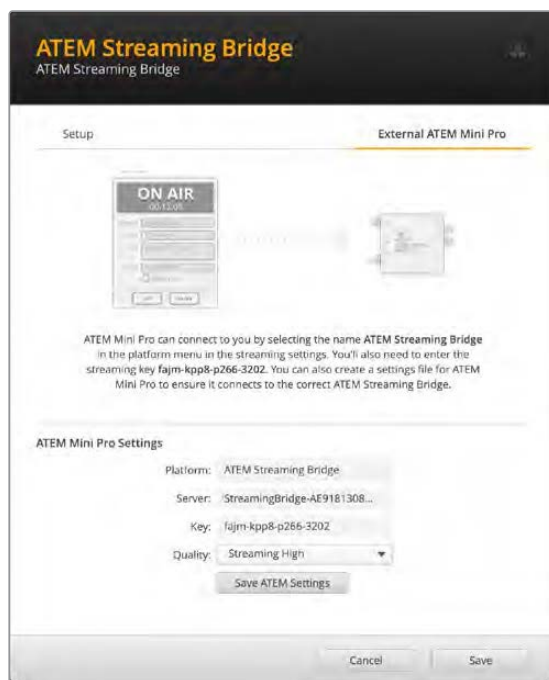 ATEM Streaming Bridge
ATEM Streaming Bridge
Setup
External ATEM Mini Pro
ON AIR
ATEM Mini Pro can connect to you by selecting the name ATEM Streaming Bridge
in the platform menu in the streaming settings. You'll also need to enter the
streaming key fajm-kpp8-p266-3202. You can also create a settings file for ATEM
Mini Pro to ensure it connects to the correct ATEM Streaming Bridge.
ATEM Mini Pro Settings
Platform: ATEM Streaming Bridge
Server: StreamingBridge-AE9181308...
Key: fajm-kpp8-p266-3202
Quality: Streaming High
Save ATEM Settings
Cancel
Save